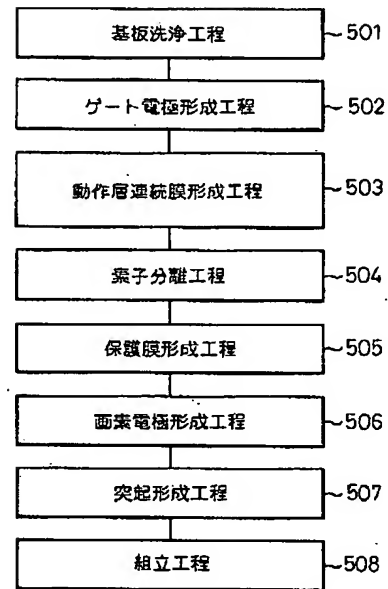 基板洗浄工程 501
ゲート電極形成工程 502
動作層連続膜形成工程 503
素子分離工程 504
保護膜形成工程 505
画素電極形成工程 506
突起形成工程 507
組立工程 508